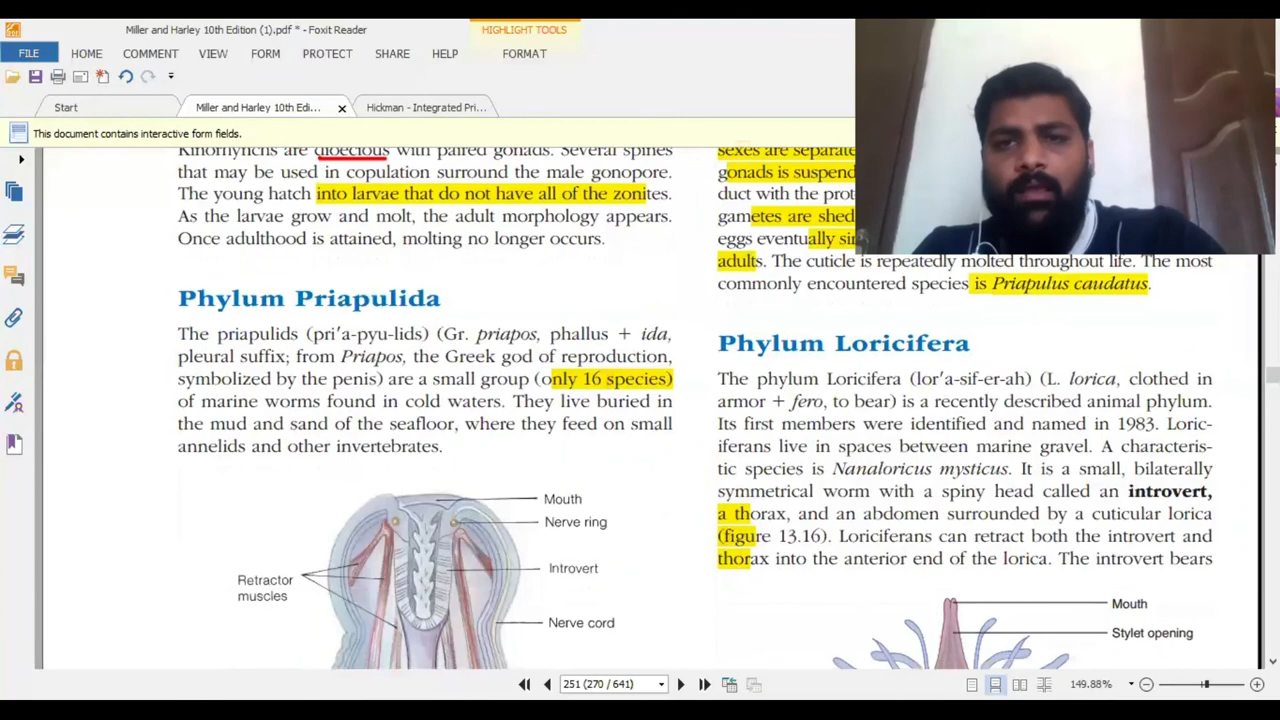 Miller and Harley 10th Edition (1).pdf * - Foxit Reader
HIGHLIGHT TOOLS
FILE HOME COMMENT VIEW FORM PROTECT SHARE HELP FORMAT
Start
Miller and Harley 10th Edi... x
Hickman - Integrated Pri...
This document contains interactive form fields.
Kinorhynchs are dioecious with paired gonads. Several spines
that may be used in copulation surround the male gonopore.
The young hatch into larvae that do not have all of the zonites.
As the larvae grow and molt, the adult morphology appears.
Once adulthood is attained, molting no longer occurs.
Phylum Priapulida
The priapulids (pri′a-pyu-lids) (Gr. priapos, phallus + ida,
pleural suffix; from Priapos, the Greek god of reproduction,
symbolized by the penis) are a small group (only 16 species)
of marine worms found in cold waters. They live buried in
the mud and sand of the seafloor, where they feed on small
annelids and other invertebrates.
Mouth
Nerve ring
Introvert
Retractor
muscles
Nerve cord
sexes are separate
gonads is suspend
duct with the prot
gametes are shed
eggs eventually sin
adults. The cuticle is repeatedly molted throughout life. The most
commonly encountered species is Priapulus caudatus.
Phylum Loricifera
The phylum Loricifera (lor′a-sif-er-ah) (L. lorica, clothed in
armor + fero, to bear) is a recently described animal phylum.
Its first members were identified and named in 1983. Loric-
iferans live in spaces between marine gravel. A characteris-
tic species is Nanaloricus mysticus. It is a small, bilaterally
symmetrical worm with a spiny head called an introvert,
a thorax, and an abdomen surrounded by a cuticular lorica
(figure 13.16). Loriciferans can retract both the introvert and
thorax into the anterior end of the lorica. The introvert bears
Mouth
Stylet opening
251 (270 / 641)
149.88%